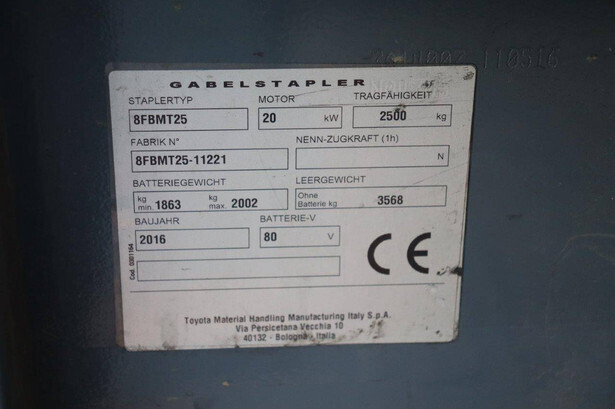 GABELSTAPLER
STAPLERTYP MOTOR TRAGFÄHIGKEIT
8FBMT25 20 kW 2500 kg
FABRIK N° NENN-ZUGKRAFT (1h)
8FBMT25-11221 N
BATTERIEGEWICHT LEERGEWICHT
kg min. 1863 kg max. 2002 Ohne Batterie kg 3568
BAUJAHR BATTERIE-V
2016 80 V
CE
Cod. 0301164
Toyota Material Handling Manufacturing Italy S.p.A.
Via Persicetana Vecchia 10
40132 - Bologna - Italia